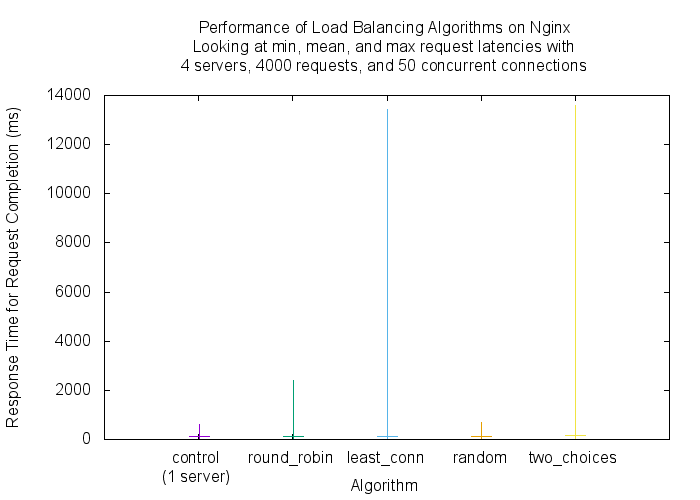 Performance of Load Balancing Algorithms on Nginx
Looking at min, mean, and max request latencies with
4 servers, 4000 requests, and 50 concurrent connections
Response Time for Request Completion (ms)
14000
12000
10000
8000
6000
4000
2000
0
control round_robin least_conn random two_choices
(1 server)
Algorithm